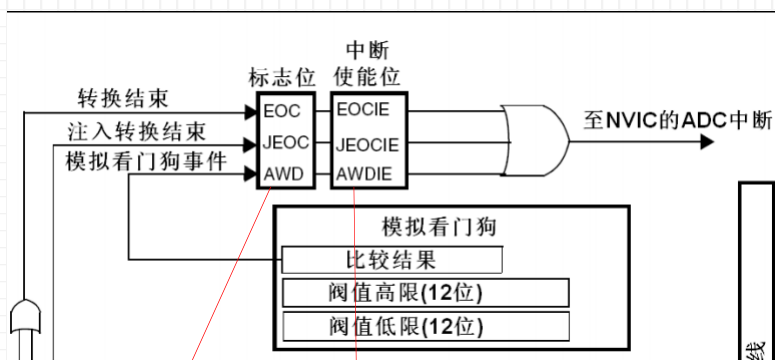 中断
标志位 使能位
转换结束 EOC EOCIE
至NVIC的ADC中断
注入转换结束 JEOC JEOCIE
模拟看门狗事件 AWD AWDIE
模拟看门狗
比较结果
阀值高限(12位)
阀值低限(12位)
线